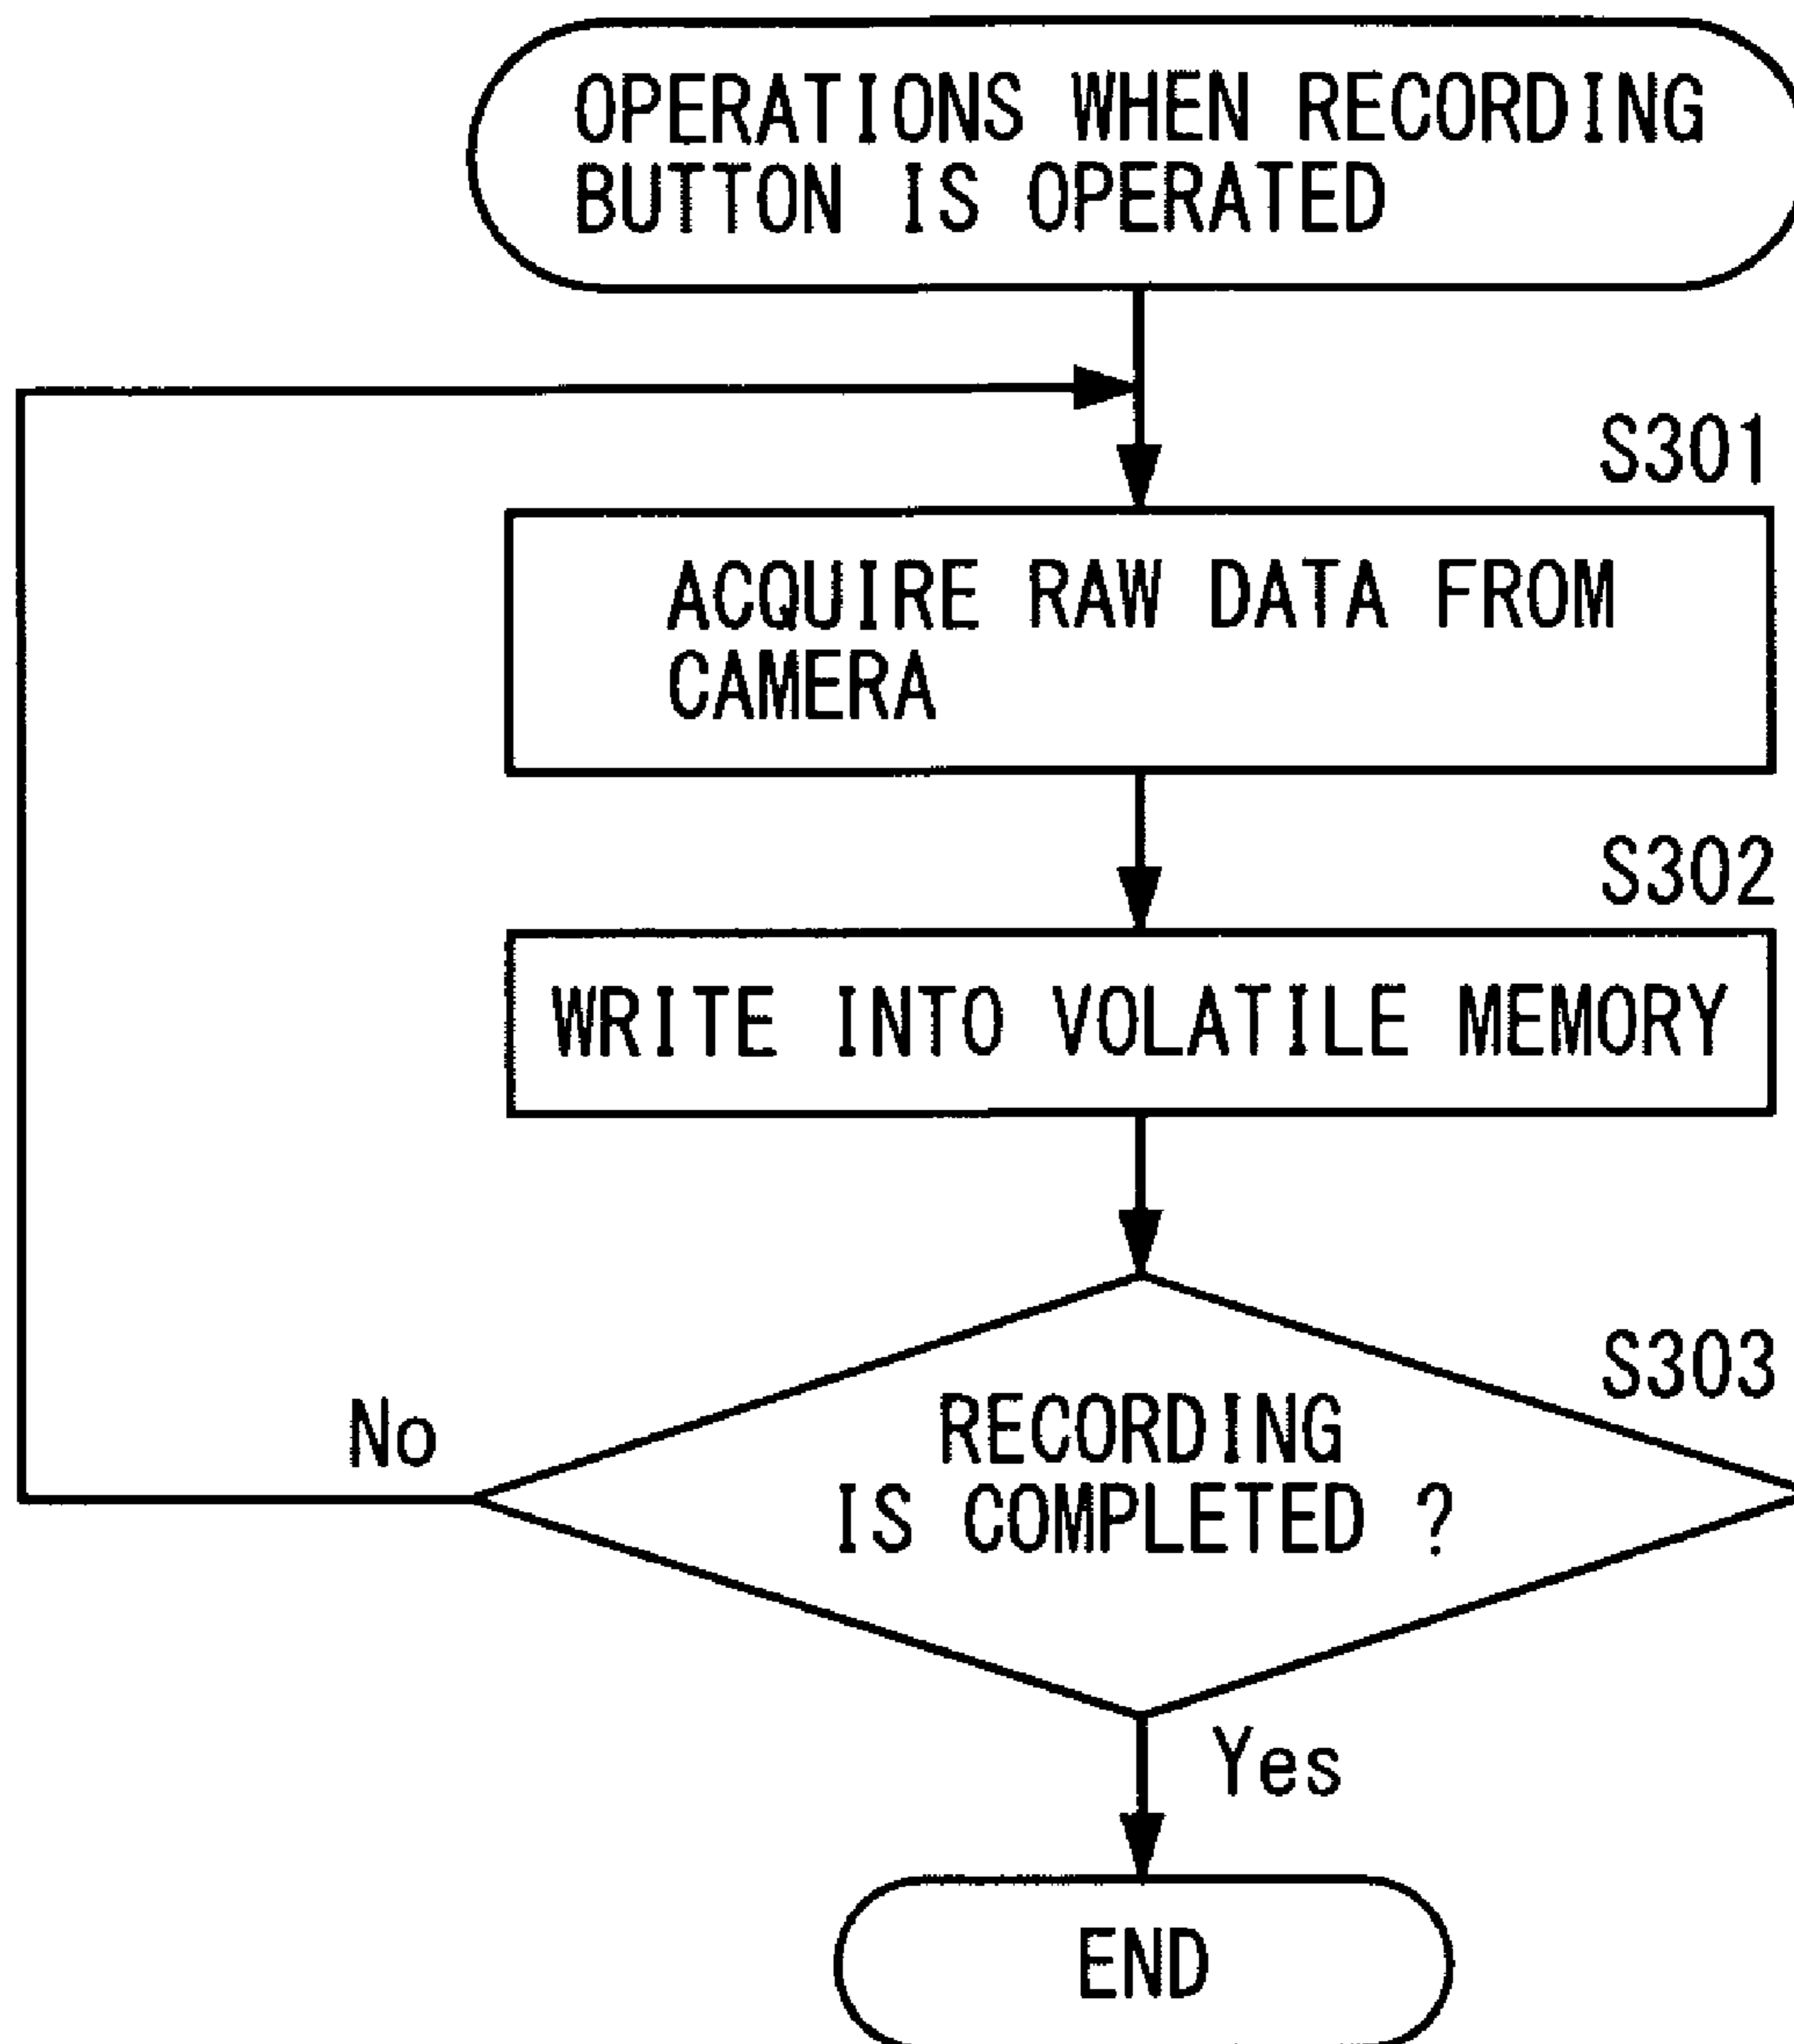 OPERATIONS WHEN RECORDING
BUTTON IS OPERATED
S301
ACQUIRE RAW DATA FROM
CAMERA
S302
WRITE INTO VOLATILE MEMORY
S303
RECORDING
IS COMPLETED ?
No
Yes
END